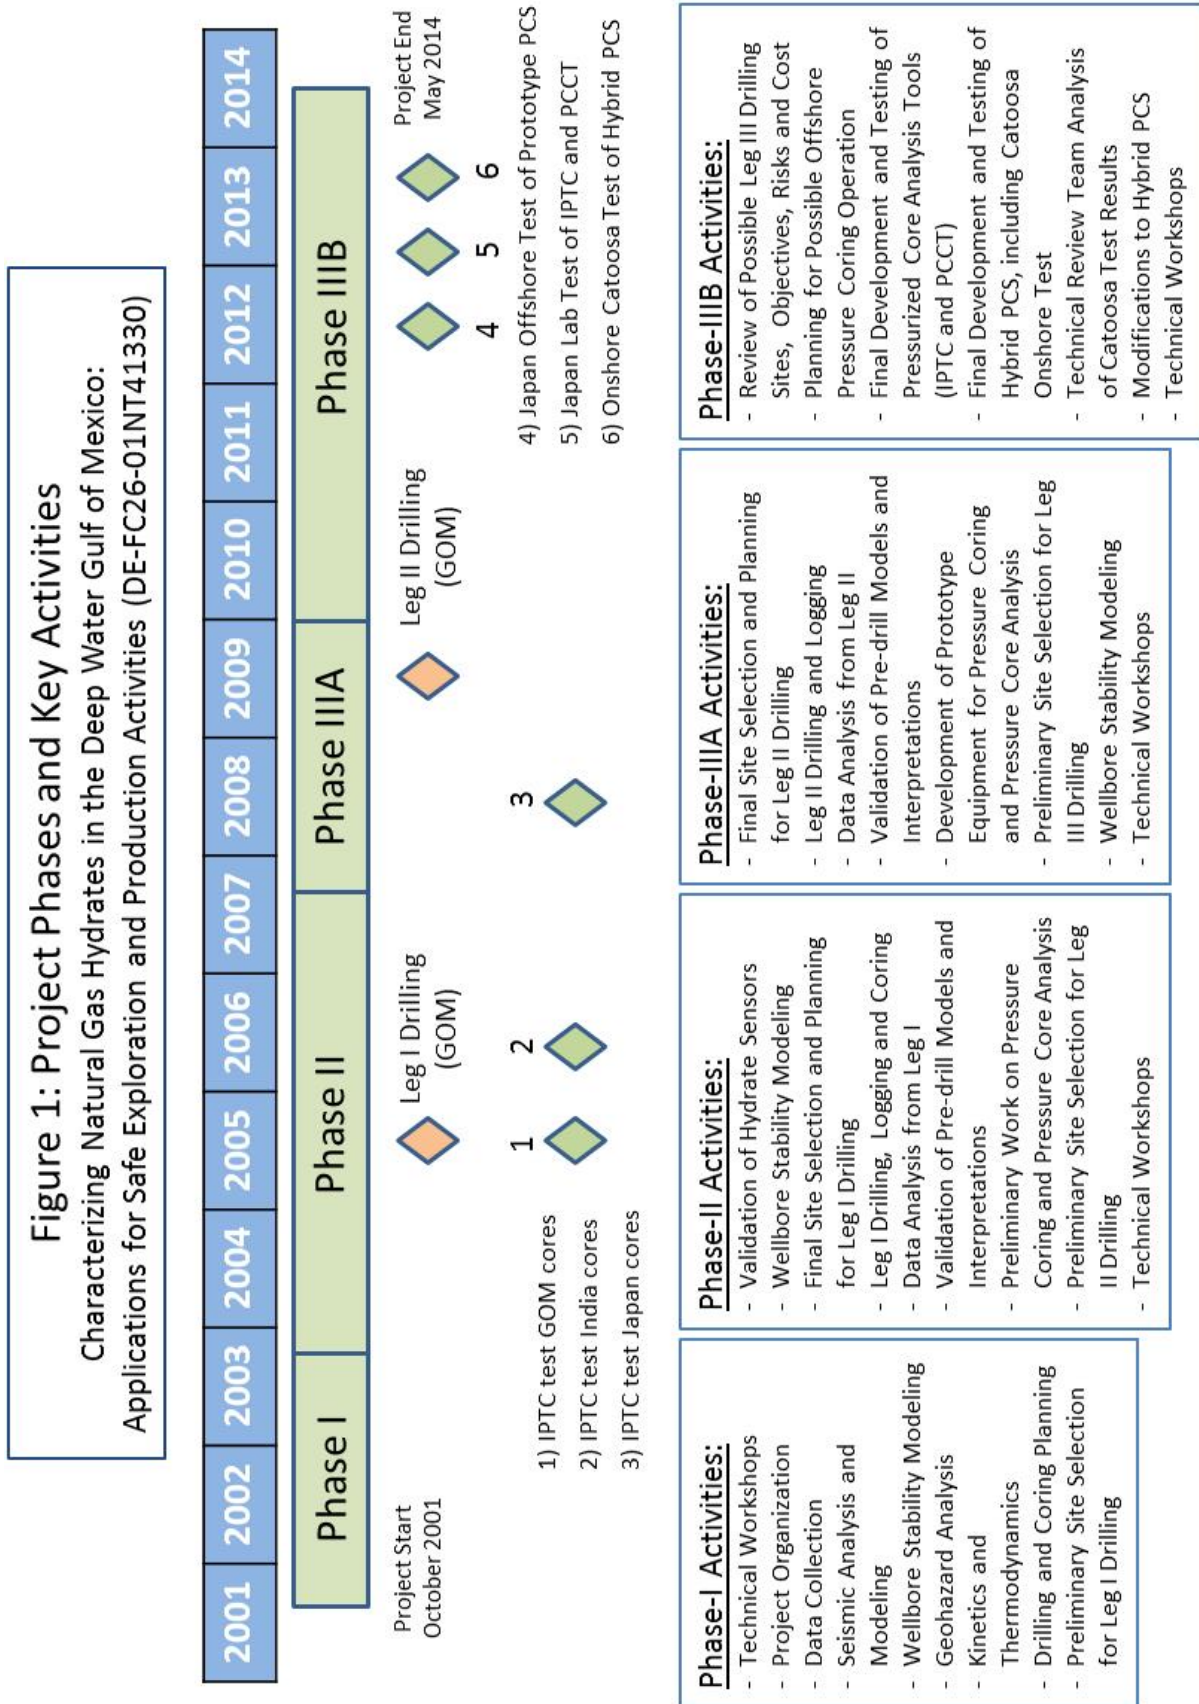 Figure 1: Project Phases and Key Activities
Characterizing Natural Gas Hydrates in the Deep Water Gulf of Mexico:
Applications for Safe Exploration and Production Activities (DE-FC26-01NT41330)
2001 2002 2003 2004 2005 2006 2007 2008 2009 2010 2011 2012 2013 2014
Phase I Phase II Phase IIIA Phase IIIB
Project Start
October 2001
Leg I Drilling
(GOM)
Leg II Drilling
(GOM)
Project End
May 2014
1 2 3
4 5 6
1) IPTC test GOM cores
2) IPTC test India cores
3) IPTC test Japan cores
4) Japan Offshore Test of Prototype PCS
5) Japan Lab Test of IPTC and PCCT
6) Onshore Catoosa Test of Hybrid PCS
Phase-I Activities:
- Technical Workshops
- Project Organization
- Data Collection
- Seismic Analysis and
Modeling
- Wellbore Stability Modeling
- Geohazard Analysis
- Kinetics and
Thermodynamics
- Drilling and Coring Planning
- Preliminary Site Selection
for Leg I Drilling
Phase-II Activities:
- Validation of Hydrate Sensors
- Wellbore Stability Modeling
- Final Site Selection and Planning
for Leg I Drilling
- Leg I Drilling, Logging and Coring
- Data Analysis from Leg I
- Validation of Pre-drill Models and
Interpretations
- Preliminary Work on Pressure
Coring and Pressure Core Analysis
- Preliminary Site Selection for Leg
II Drilling
- Technical Workshops
Phase-IIIA Activities:
- Final Site Selection and Planning
for Leg II Drilling
- Leg II Drilling and Logging
- Data Analysis from Leg II
- Validation of Pre-drill Models and
Interpretations
- Development of Prototype
Equipment for Pressure Coring
and Pressure Core Analysis
- Preliminary Site Selection for Leg
III Drilling
- Wellbore Stability Modeling
- Technical Workshops
Phase-IIIB Activities:
- Review of Possible Leg III Drilling
Sites, Objectives, Risks and Cost
- Planning for Possible Offshore
Pressure Coring Operation
- Final Development and Testing of
Pressurized Core Analysis Tools
(IPTC and PCCT)
- Final Development and Testing of
Hybrid PCS, including Catoosa
Onshore Test
- Technical Review Team Analysis
of Catoosa Test Results
- Modifications to Hybrid PCS
- Technical Workshops